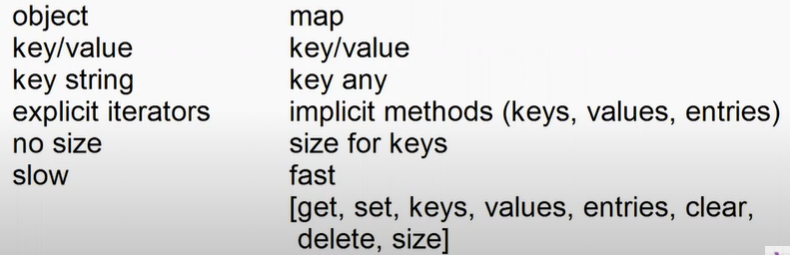 object map
key/value key/value
key string key any
explicit iterators implicit methods (keys, values, entries)
no size size for keys
slow fast
[get, set, keys, values, entries, clear,
delete, size]